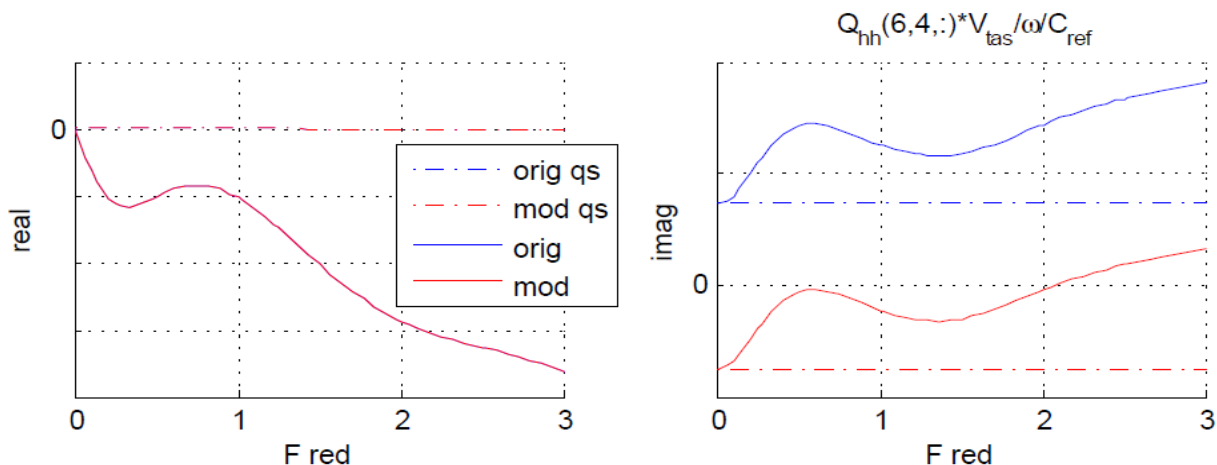 real
0
0 1 2 3
F red
orig qs
mod qs
orig
mod
Q_hh(6,4,:)*V_tas/ω/C_ref
imag
0
0 1 2 3
F red